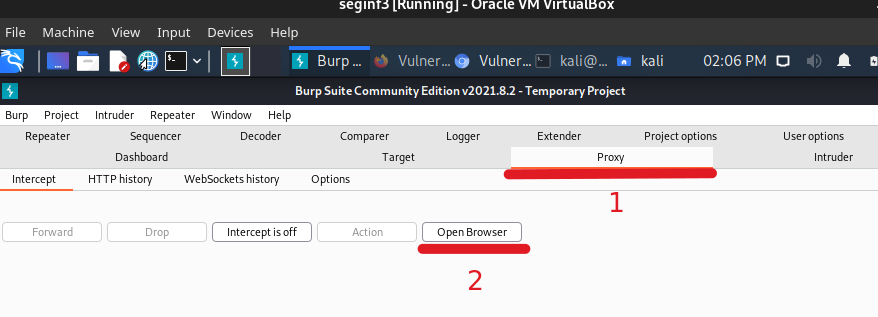 seginf3 [Running] - Oracle VM VirtualBox
File Machine View Input Devices Help
Burp ... Vulner... Vulner... kali@... kali 02:06 PM
Burp Suite Community Edition v2021.8.2 - Temporary Project
Burp Project Intruder Repeater Window Help
Repeater Sequencer Decoder Comparer Logger Extender Project options User options
Dashboard Target Proxy Intruder
Intercept HTTP history WebSockets history Options
1
Forward Drop Intercept is off Action Open Browser
2